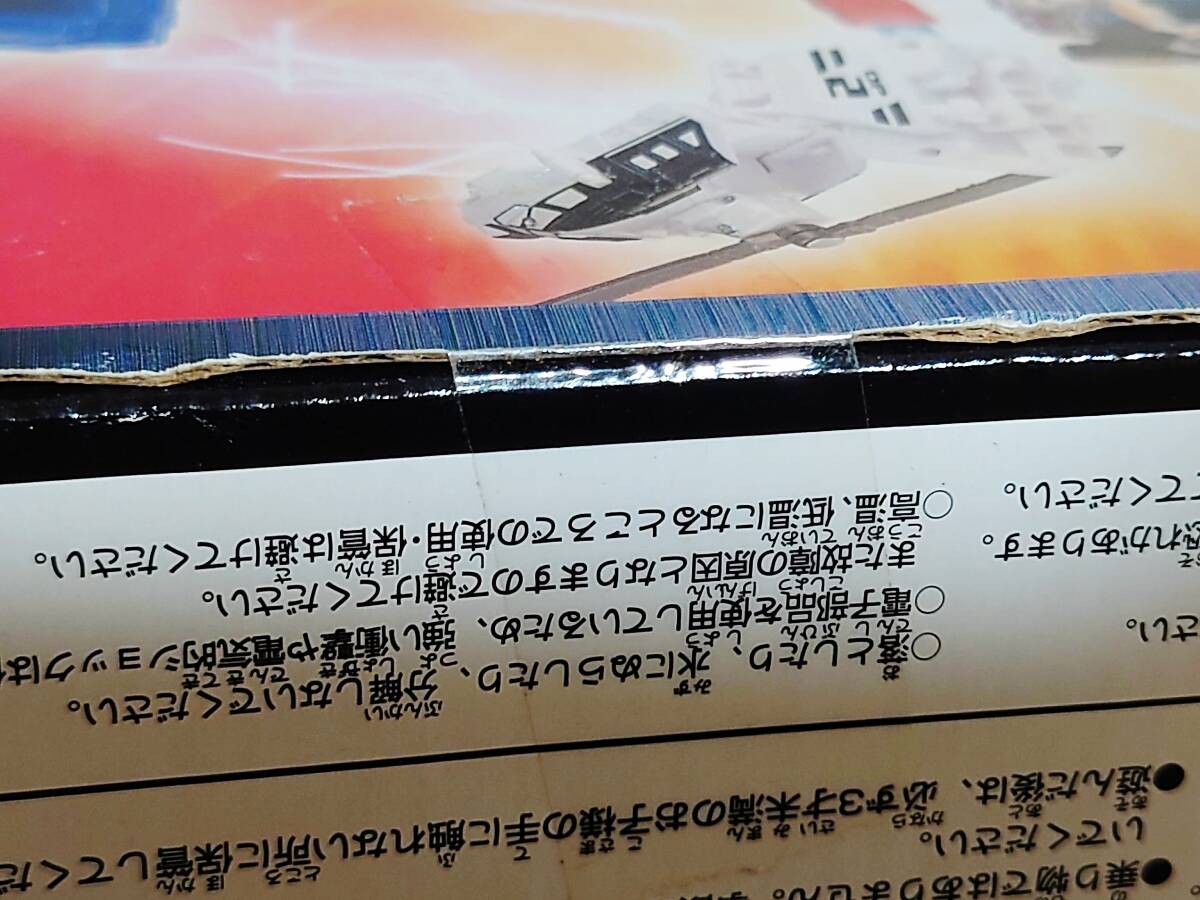 ●乗り物ではありません。
いでください。
●遊んだ後は、必ず3才未満のお子様の手に触れない所に保管してくだ
さい。
れがあります。
てください。
○落としたり、水にぬらしたり、分解しないでください。
○電子部品を使用しているため、強い衝撃や電気的ショックは
また故障の原因となりますので避けてください。
○高温、低温になるところでの使用・保管は避けてください。